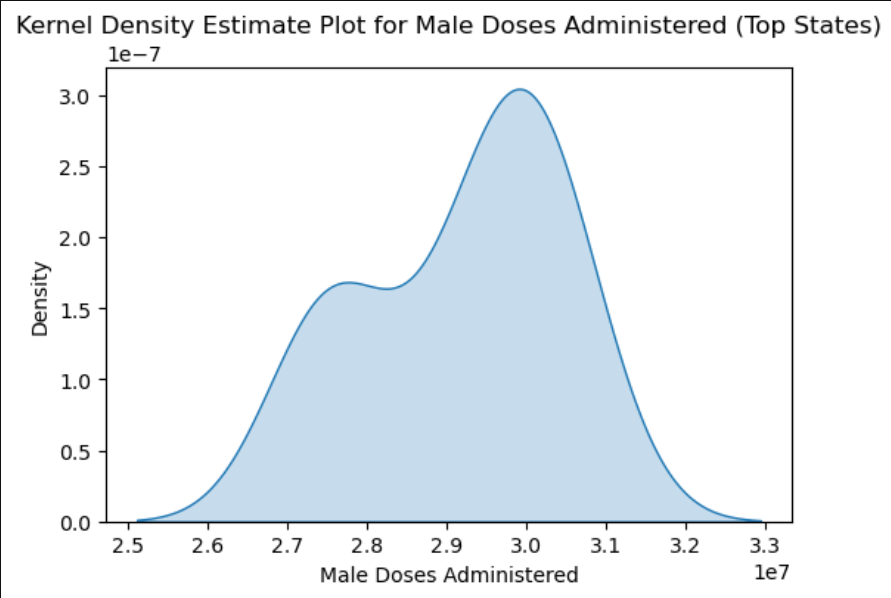 Kernel Density Estimate Plot for Male Doses Administered (Top States)
1e−7
3.0
2.5
2.0
1.5
1.0
0.5
0.0
Density
2.5 2.6 2.7 2.8 2.9 3.0 3.1 3.2 3.3
1e7
Male Doses Administered